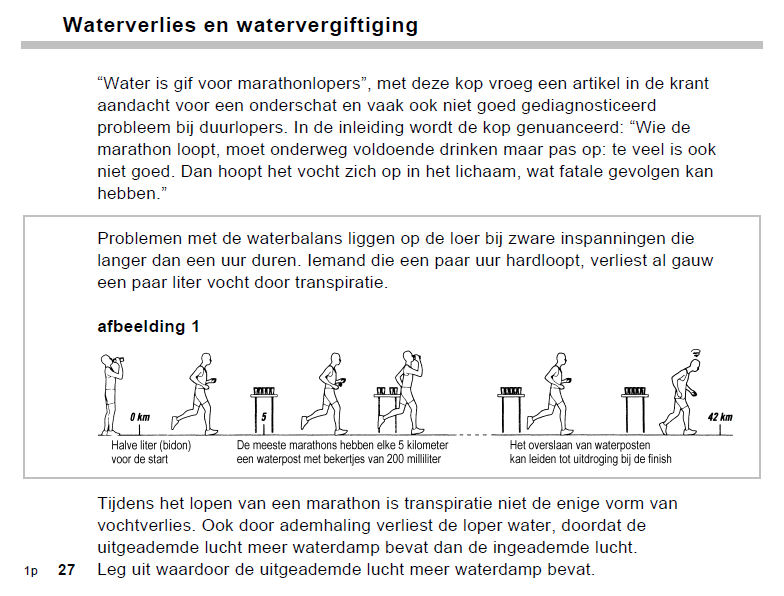 Waterverlies en watervergiftiging
“Water is gif voor marathonlopers”, met deze kop vroeg een artikel in de krant
aandacht voor een onderschat en vaak ook niet goed gediagnosticeerd
probleem bij duurlopers. In de inleiding wordt de kop genuanceerd: “Wie de
marathon loopt, moet onderweg voldoende drinken maar pas op: te veel is ook
niet goed. Dan hoopt het vocht zich op in het lichaam, wat fatale gevolgen kan
hebben.”
Problemen met de waterbalans liggen op de loer bij zware inspanningen die
langer dan een uur duren. Iemand die een paar uur hardloopt, verliest al gauw
een paar liter vocht door transpiratie.
afbeelding 1
0 km
5
42 km
Halve liter (bidon)
voor de start
De meeste marathons hebben elke 5 kilometer
een waterpost met bekertjes van 200 milliliter
Het overslaan van waterposten
kan leiden tot uitdroging bij de finish
Tijdens het lopen van een marathon is transpiratie niet de enige vorm van
vochtverlies. Ook door ademhaling verliest de loper water, doordat de
uitgeademde lucht meer waterdamp bevat dan de ingeademde lucht.
1p 27 Leg uit waardoor de uitgeademde lucht meer waterdamp bevat.